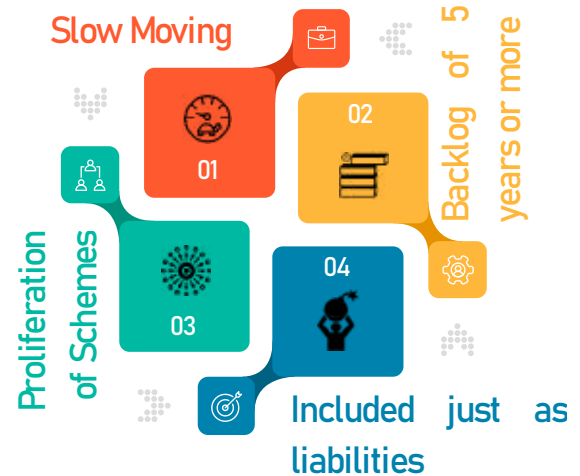 Slow Moving
01
02
Backlog of 5
years or more
Proliferation
of Schemes
03
04
Included just as
liabilities